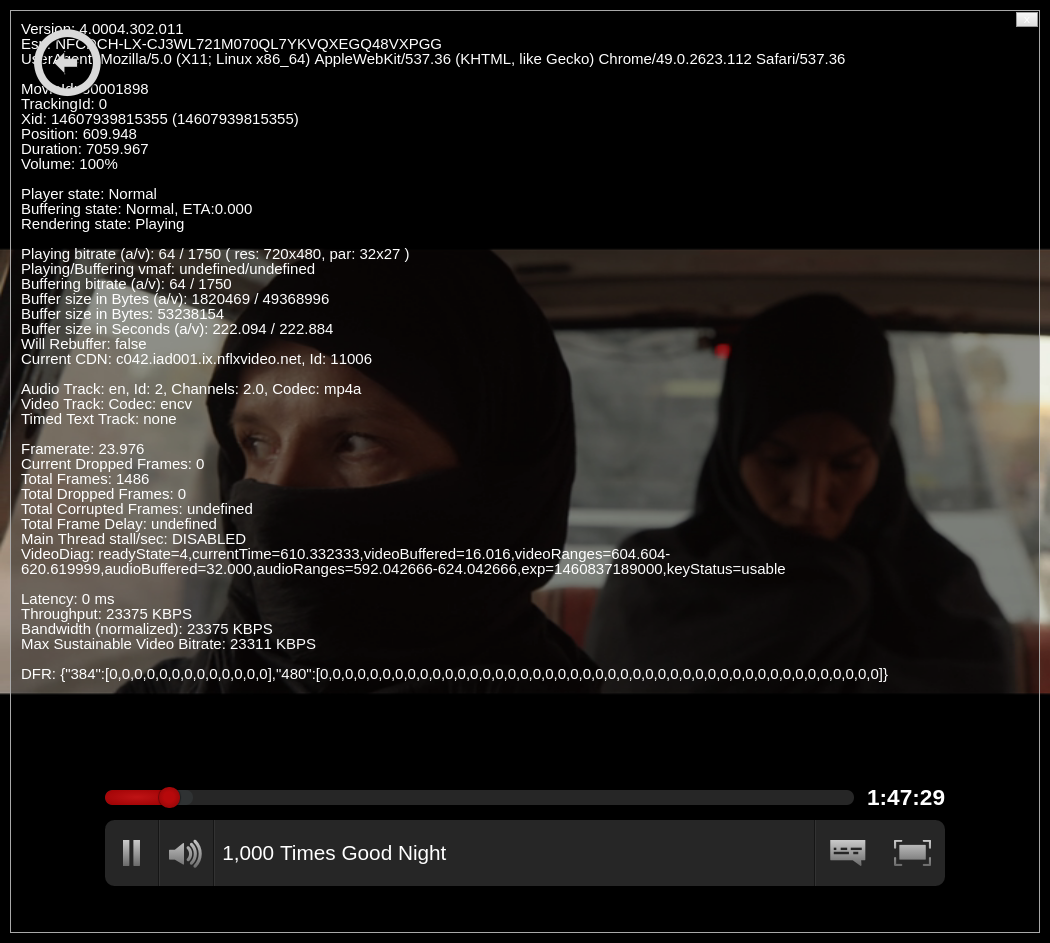 Version: 4.0004.302.011
Esn: NFCDCH-LX-CJ3WL721M070QL7YKVQXEGQ48VXPGG
UserAgent: Mozilla/5.0 (X11; Linux x86_64) AppleWebKit/537.36 (KHTML, like Gecko) Chrome/49.0.2623.112 Safari/537.36
MovieId: 80001898
TrackingId: 0
Xid: 14607939815355 (14607939815355)
Position: 609.948
Duration: 7059.967
Volume: 100%
Player state: Normal
Buffering state: Normal, ETA:0.000
Rendering state: Playing
Playing bitrate (a/v): 64 / 1750 ( res: 720x480, par: 32x27 )
Playing/Buffering vmaf: undefined/undefined
Buffering bitrate (a/v): 64 / 1750
Buffer size in Bytes (a/v): 1820469 / 49368996
Buffer size in Bytes: 53238154
Buffer size in Seconds (a/v): 222.094 / 222.884
Will Rebuffer: false
Current CDN: c042.iad001.ix.nflxvideo.net, Id: 11006
Audio Track: en, Id: 2, Channels: 2.0, Codec: mp4a
Video Track: Codec: encv
Timed Text Track: none
Framerate: 23.976
Current Dropped Frames: 0
Total Frames: 1486
Total Dropped Frames: 0
Total Corrupted Frames: undefined
Total Frame Delay: undefined
Main Thread stall/sec: DISABLED
VideoDiag: readyState=4,currentTime=610.332333,videoBuffered=16.016,videoRanges=604.604-
620.619999,audioBuffered=32.000,audioRanges=592.042666-624.042666,exp=1460837189000,keyStatus=usable
Latency: 0 ms
Throughput: 23375 KBPS
Bandwidth (normalized): 23375 KBPS
Max Sustainable Video Bitrate: 23311 KBPS
DFR: {"384":[0,0,0,0,0,0,0,0,0,0,0,0,0],"480":[0,0,0,0,0,0,0,0,0,0,0,0,0,0,0,0,0,0,0,0,0,0,0,0,0,0,0,0,0,0,0,0,0,0,0,0,0,0,0,0,0,0,0,0,0]}
1:47:29
1,000 Times Good Night